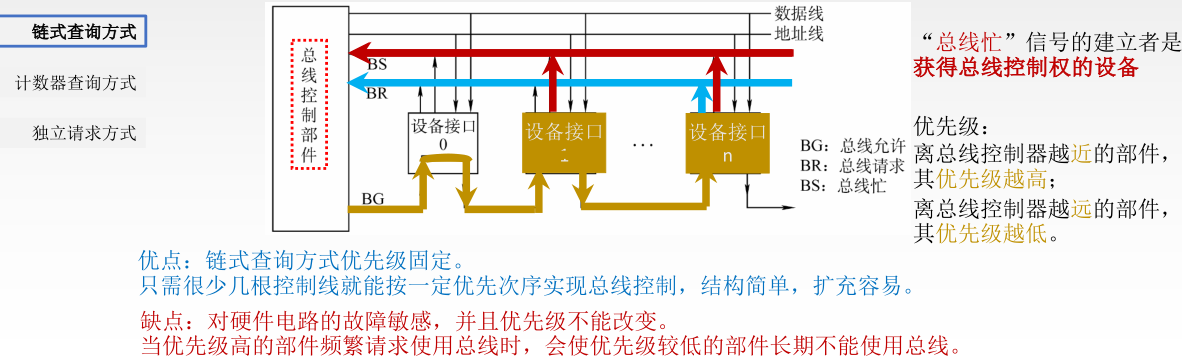 链式查询方式
计数器查询方式
独立请求方式
数据线
地址线
总线控制部件
BS
BR
设备接口
0
设备接口
1
...
设备接口
n
BG
BG：总线允许
BR：总线请求
BS：总线忙
“总线忙”信号的建立者是
获得总线控制权的设备
优先级：
离总线控制器越近的部件，
其优先级越高；
离总线控制器越远的部件，
其优先级越低。
优点：链式查询方式优先级固定。
只需很少几根控制线就能按一定优先次序实现总线控制，结构简单，扩充容易。
缺点：对硬件电路的故障敏感，并且优先级不能改变。
当优先级高的部件频繁请求使用总线时，会使优先级较低的部件长期不能使用总线。